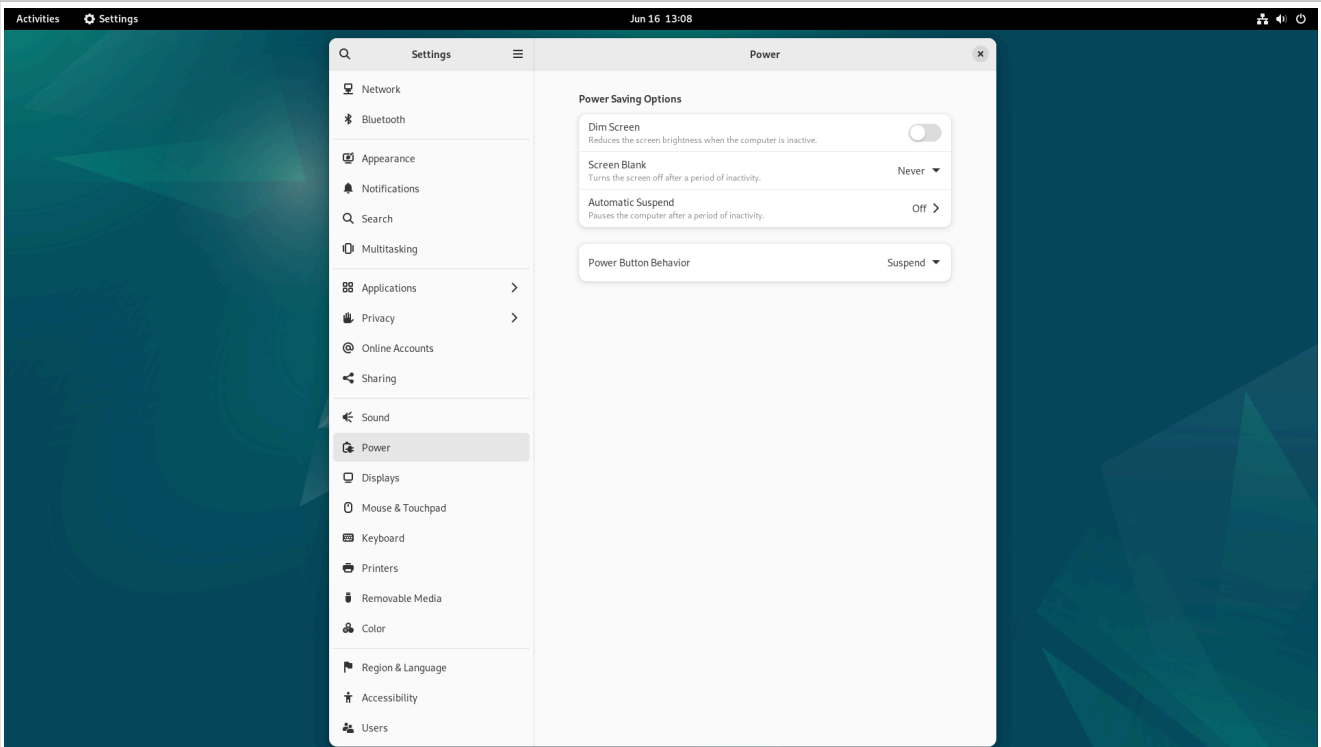 Activities Settings Jun 16 13:08
Settings
Power
Network
Bluetooth
Appearance
Notifications
Search
Multitasking
Applications
Privacy
Online Accounts
Sharing
Sound
Power
Displays
Mouse & Touchpad
Keyboard
Printers
Removable Media
Color
Region & Language
Accessibility
Users
Power Saving Options
Dim Screen
Reduces the screen brightness when the computer is inactive.
Screen Blank
Turns the screen off after a period of inactivity.
Never
Automatic Suspend
Pauses the computer after a period of inactivity.
Off
Power Button Behavior
Suspend